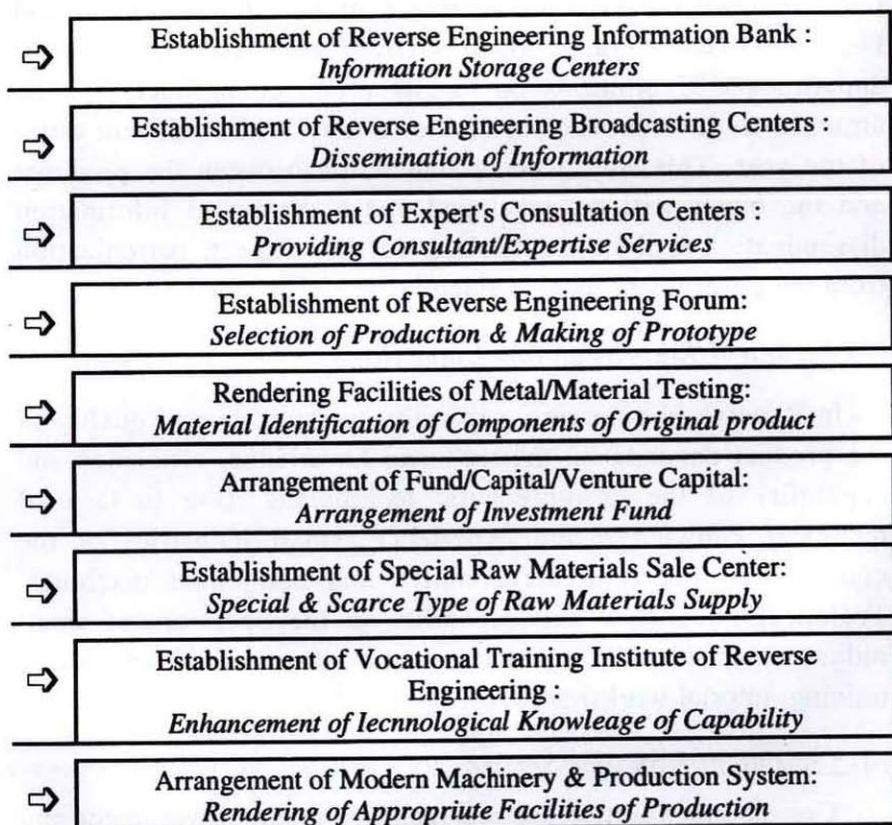 Establishment of Reverse Engineering Information Bank :
Information Storage Centers
Establishment of Reverse Engineering Broadcasting Centers :
Dissemination of Information
Establishment of Expert's Consultation Centers :
Providing Consultant/Expertise Services
Establishment of Reverse Engineering Forum:
Selection of Production & Making of Prototype
Rendering Facilities of Metal/Material Testing:
Material Identification of Components of Original product
Arrangement of Fund/Capital/Venture Capital:
Arrangement of Investment Fund
Establishment of Special Raw Materials Sale Center:
Special & Scarce Type of Raw Materials Supply
Establishment of Vocational Training Institute of Reverse
Engineering :
Enhancement of Iecnnological Knowleage of Capability
Arrangement of Modern Machinery & Production System:
Rendering of Appropriute Facilities of Production